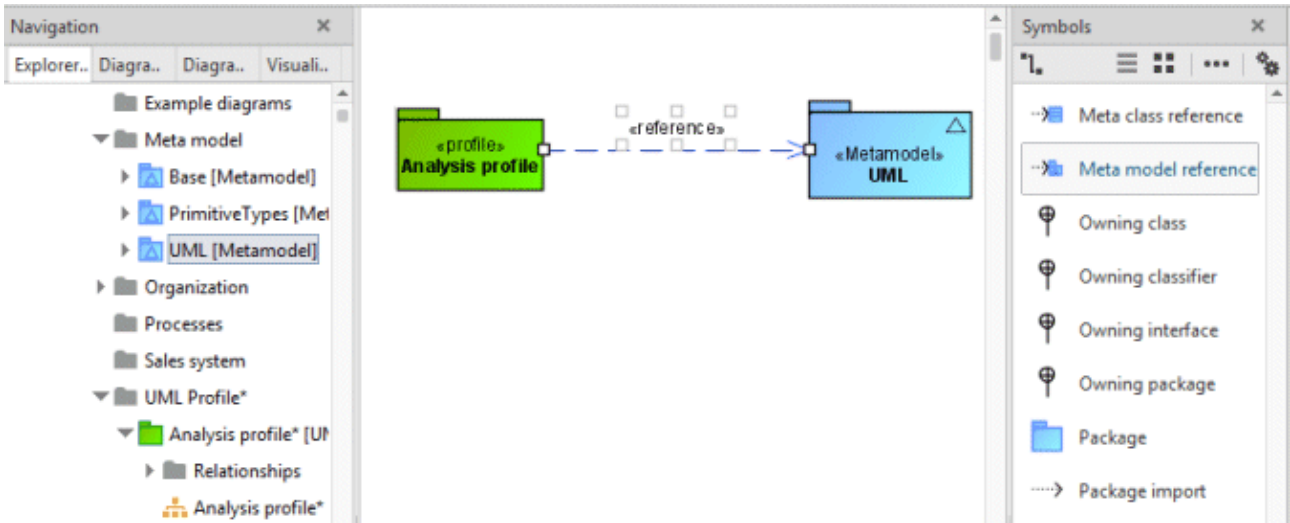 Navigation
Explorer.. Diagra.. Diagra.. Visuali..
Example diagrams
Meta model
Base [Metamodel]
PrimitiveTypes [Met
UML [Metamodel]
Organization
Processes
Sales system
UML Profile*
Analysis profile* [UM
Relationships
Analysis profile*
«profile»
Analysis profile
«reference»
«Metamodel»
UML
Symbols
Meta class reference
Meta model reference
Owning class
Owning classifier
Owning interface
Owning package
Package
Package import